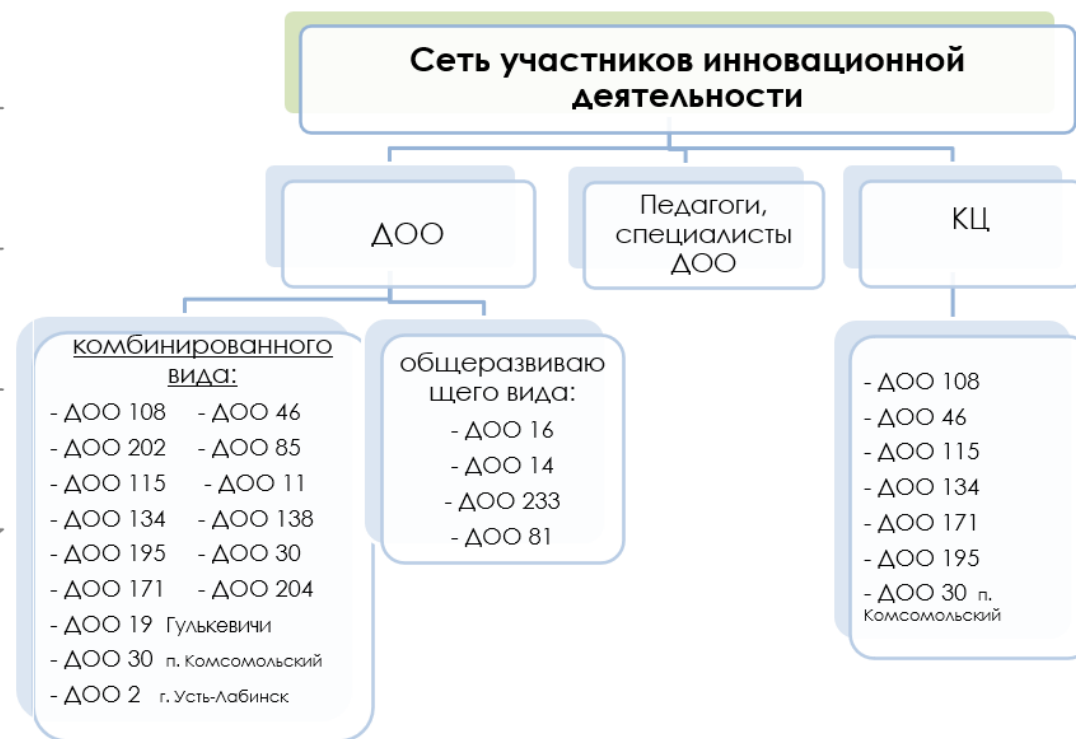 Сеть участников инновационной
деятельности
ДОО
Педагоги,
специалисты
ДОО
КЦ
комбинированного
вида:
- ДОО 108 - ДОО 46
- ДОО 202 - ДОО 85
- ДОО 115 - ДОО 11
- ДОО 134 - ДОО 138
- ДОО 195 - ДОО 30
- ДОО 171 - ДОО 204
- ДОО 19 Гулькевичи
- ДОО 30 п. Комсомольский
- ДОО 2 г. Усть-Лабинск
общеразвиваю
щего вида:
- ДОО 16
- ДОО 14
- ДОО 233
- ДОО 81
- ДОО 108
- ДОО 46
- ДОО 115
- ДОО 134
- ДОО 171
- ДОО 195
- ДОО 30 п.
Комсомольский